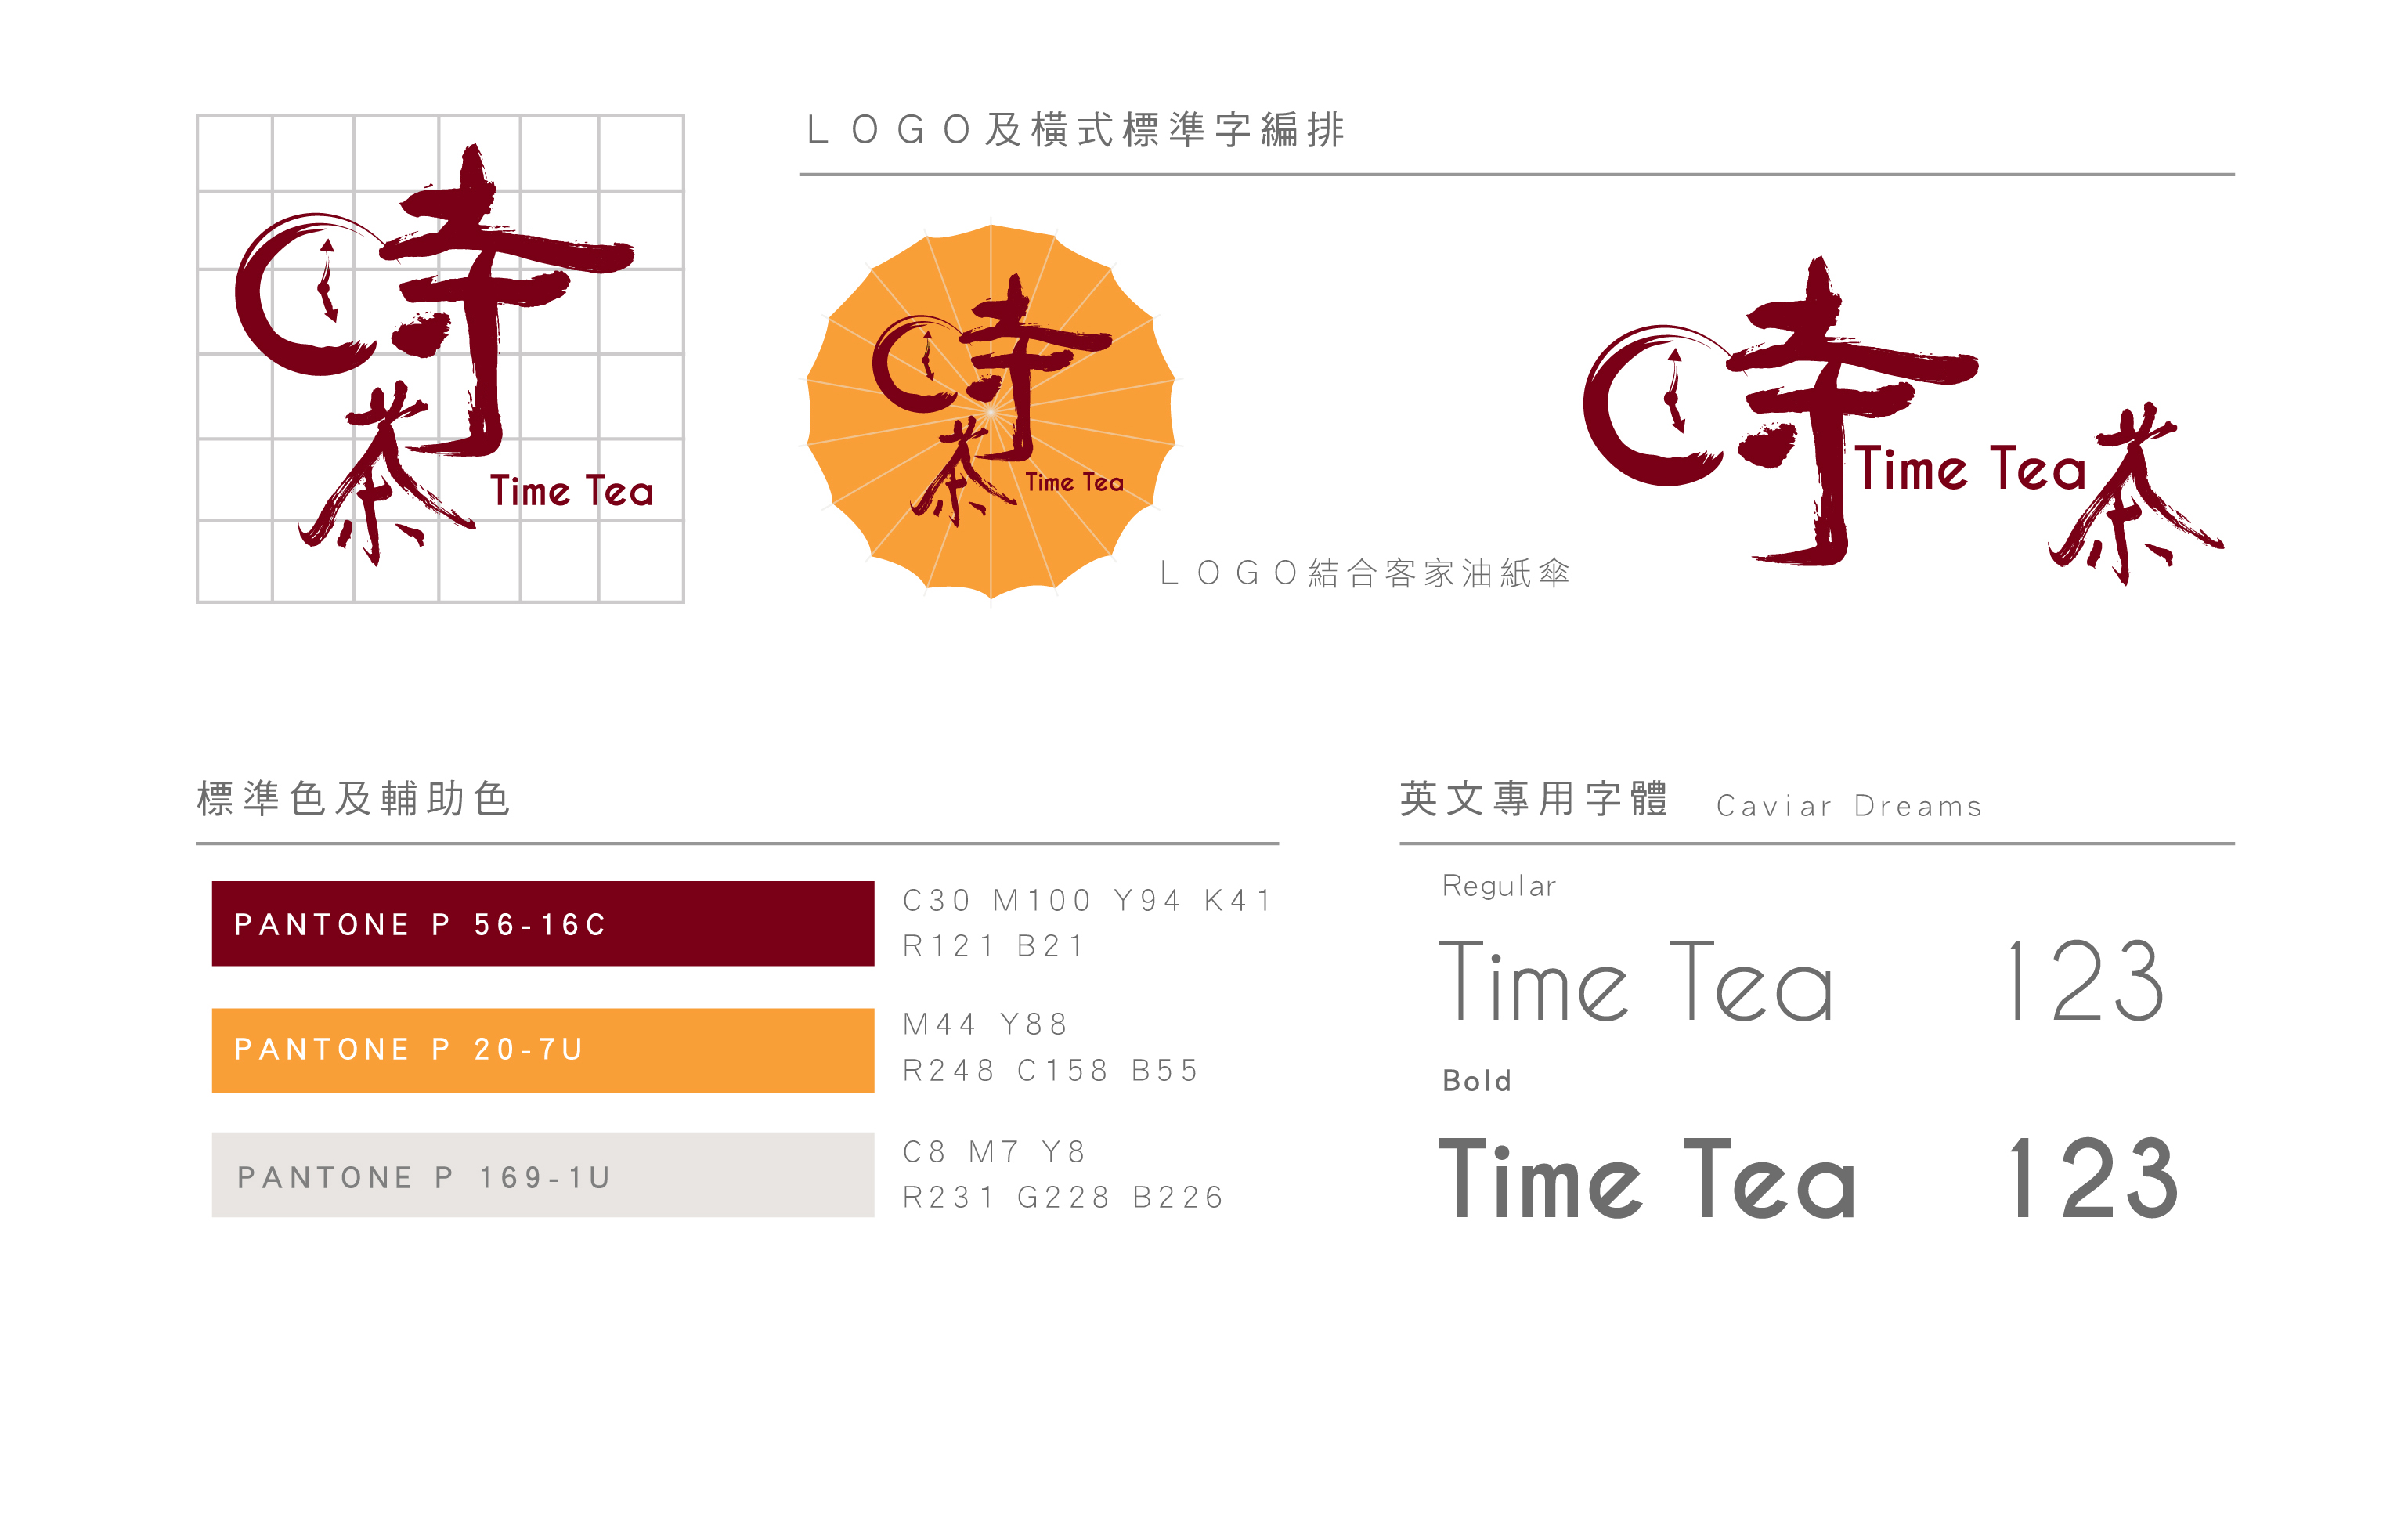 時
茶
Time Tea
LOGO及橫式標準字編排
時
茶
Time Tea
LOGO結合客家油紙傘
時 Time Tea 茶
標準色及輔助色
PANTONE P 56-16C
C30 M100 Y94 K41
R121 B21
PANTONE P 20-7U
M44 Y88
R248 C158 B55
PANTONE P 169-1U
C8 M7 Y8
R231 G228 B226
英文專用字體 Caviar Dreams
Regular
Time Tea 123
Bold
Time Tea 123